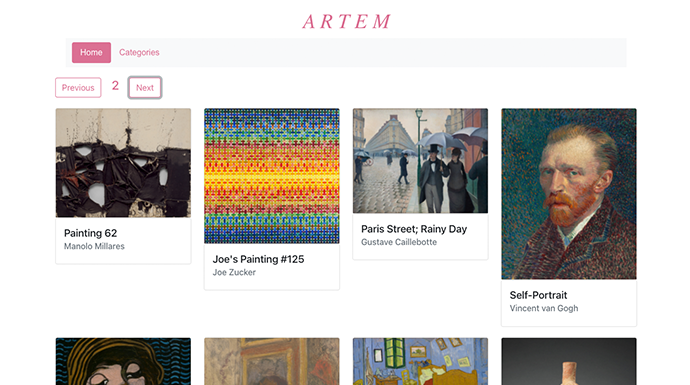 ARTEM
Home Categories
Previous 2 Next
Painting 62
Manolo Millares
Joe's Painting #125
Joe Zucker
Paris Street; Rainy Day
Gustave Caillebotte
Self-Portrait
Vincent van Gogh